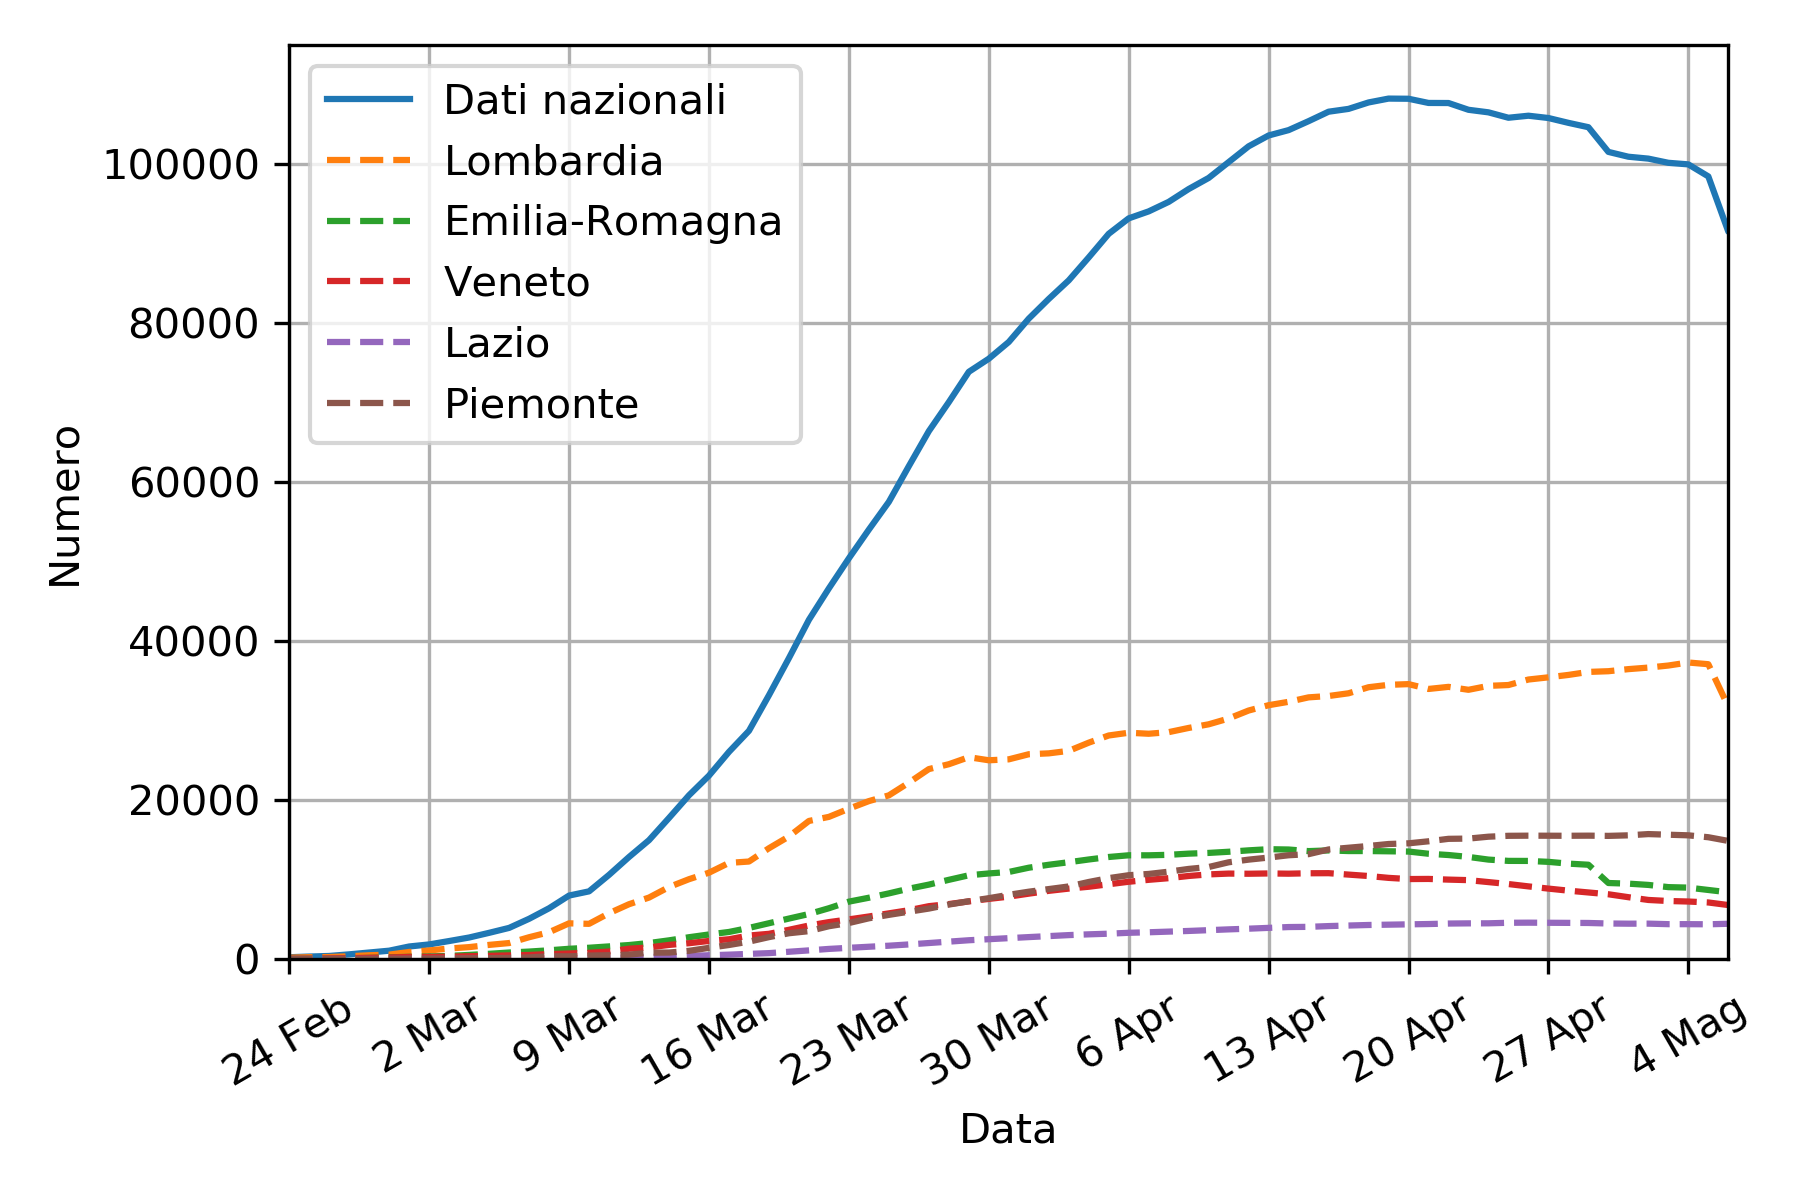 Dati nazionali
Lombardia
Emilia-Romagna
Veneto
Lazio
Piemonte
Numero
100000
80000
60000
40000
20000
0
24 Feb
2 Mar
9 Mar
16 Mar
23 Mar
30 Mar
6 Apr
13 Apr
20 Apr
27 Apr
4 Mag
Data